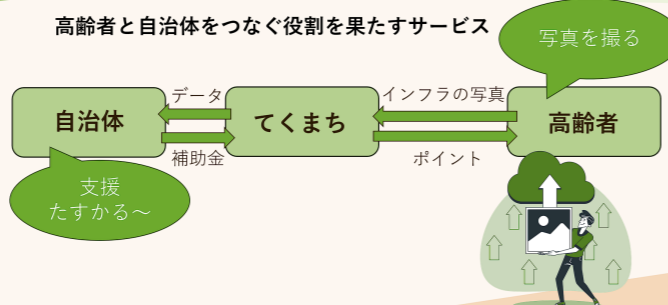 高齢者と自治体をつなぐ役割を果たすサービス
写真を撮る
自治体
データ
補助金
てくまち
インフラの写真
ポイント
高齢者
支援
たすかる～